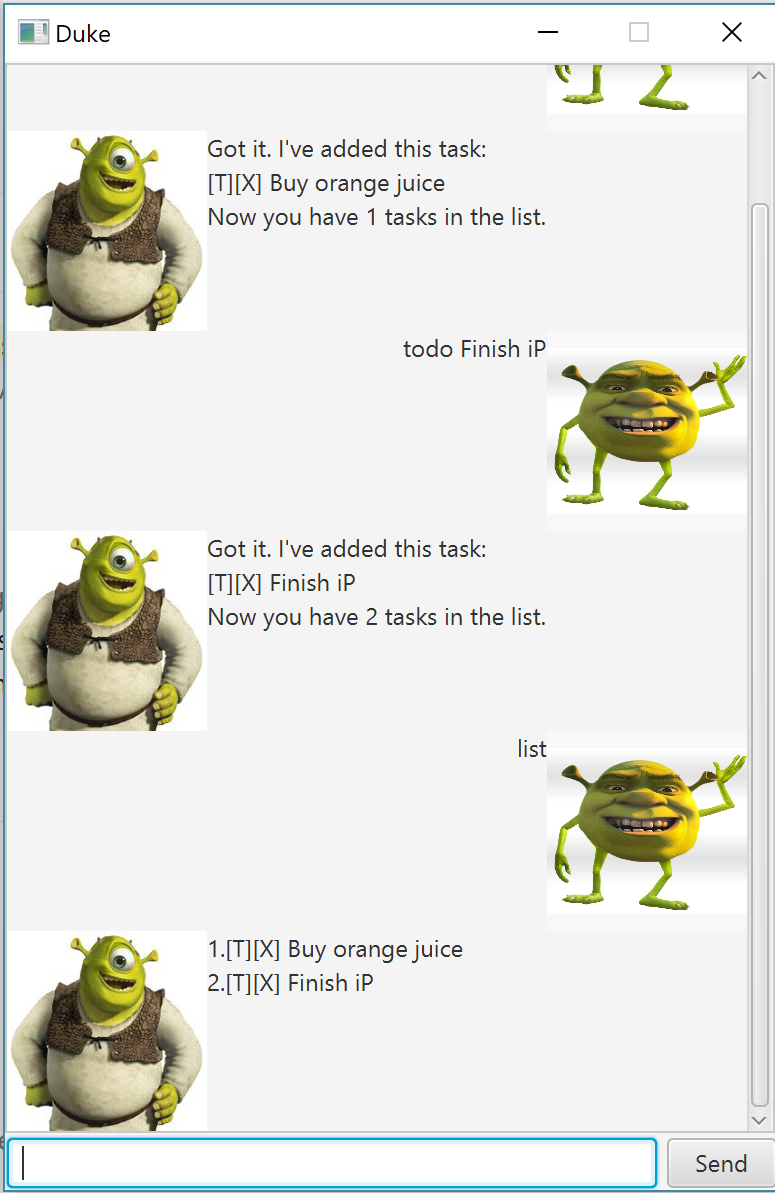 Duke
Got it. I've added this task:
[T][X] Buy orange juice
Now you have 1 tasks in the list.
todo Finish iP
Got it. I've added this task:
[T][X] Finish iP
Now you have 2 tasks in the list.
list
1.[T][X] Buy orange juice
2.[T][X] Finish iP
Send